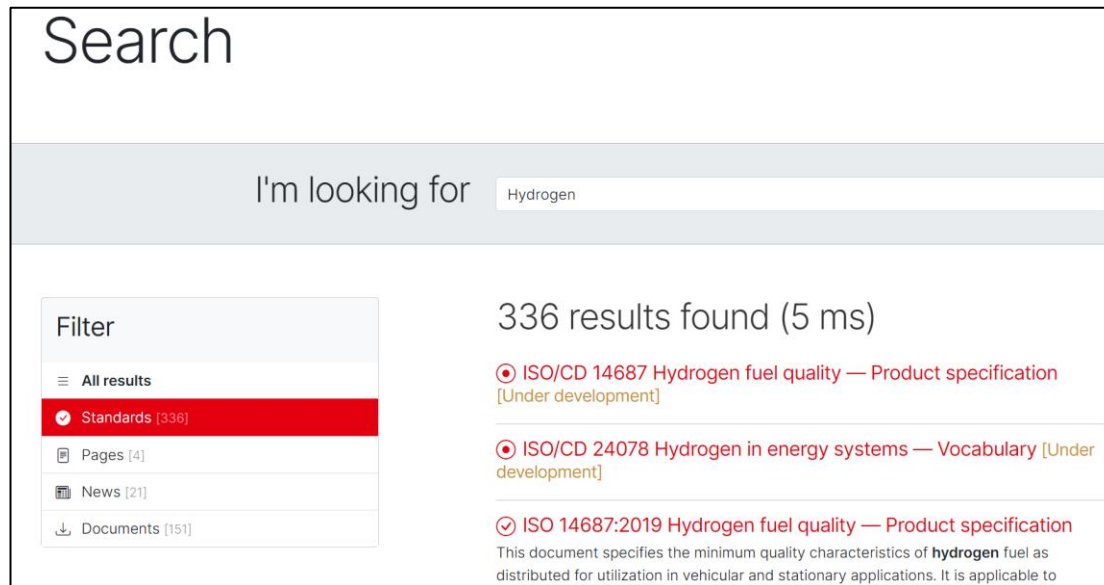 Search
I'm looking for
Hydrogen
Filter
All results
Standards [336]
Pages [4]
News [21]
Documents [151]
336 results found (5 ms)
ISO/CD 14687 Hydrogen fuel quality — Product specification
[Under development]
ISO/CD 24078 Hydrogen in energy systems — Vocabulary [Under
development]
ISO 14687:2019 Hydrogen fuel quality — Product specification
This document specifies the minimum quality characteristics of hydrogen fuel as
distributed for utilization in vehicular and stationary applications. It is applicable to